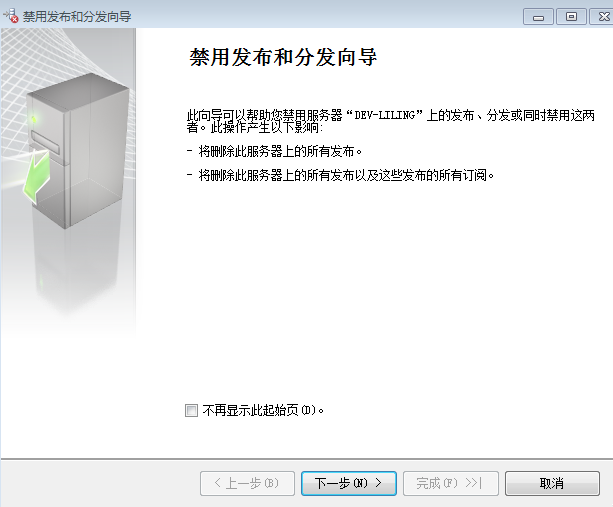 禁用发布和分发向导
禁用发布和分发向导
此向导可以帮助您禁用服务器“DEV-LILING”上的发布、分发或同时禁用这两
者。此操作产生以下影响:
- 将删除此服务器上的所有发布。
- 将删除此服务器上的所有发布以及这些发布的所有订阅。
不再显示此起始页(D)。
< 上一步(B) 下一步(N) > 完成(F) >>| 取消